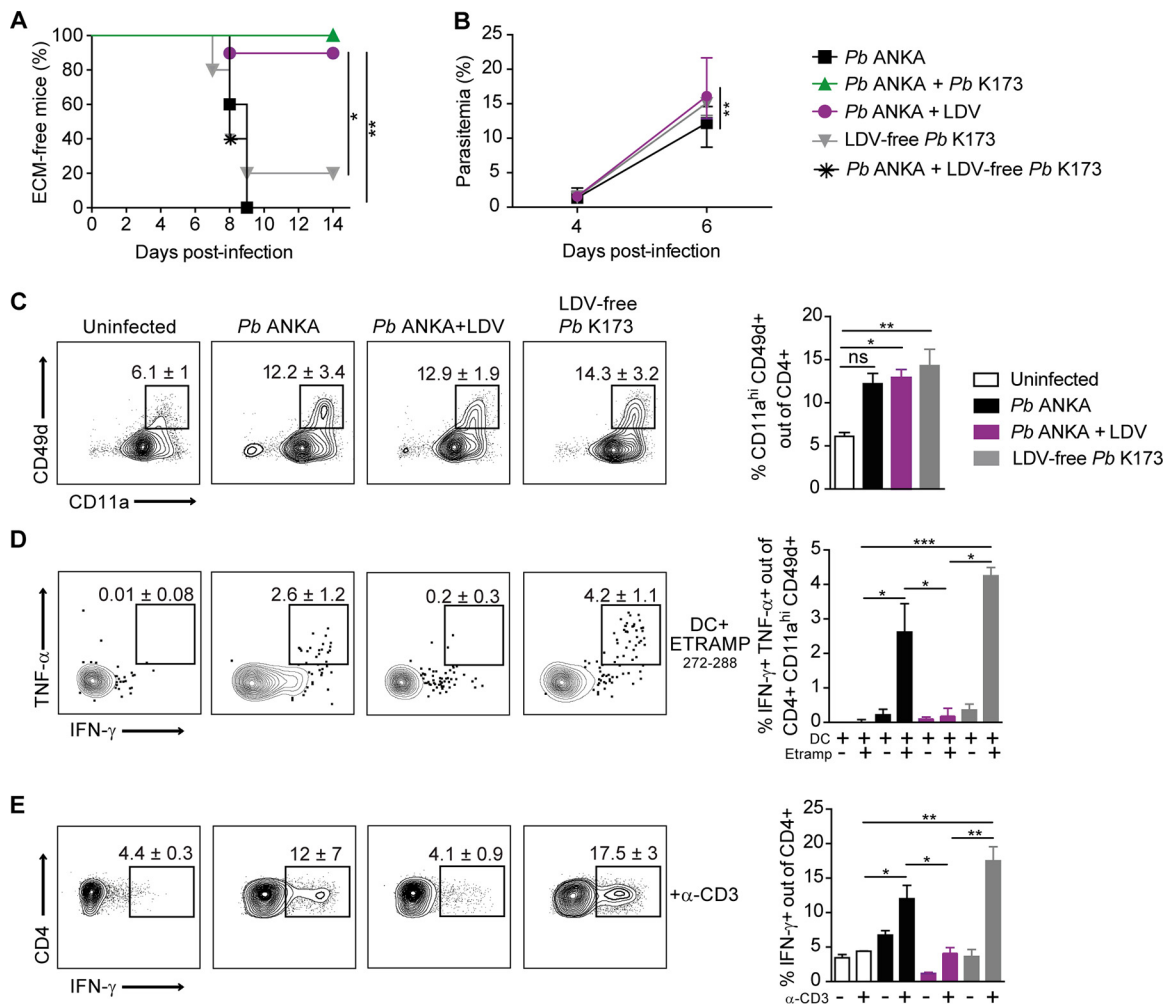 A
ECM-free mice (%)
100
80
60
40
20
0
0 2 4 6 8 10 12 14
Days post-infection
*
**
B
Parasitemia (%)
25
20
15
10
5
0
4 6
Days post-infection
**
Pb ANKA
Pb ANKA + Pb K173
Pb ANKA + LDV
LDV-free Pb K173
Pb ANKA + LDV-free Pb K173
C
Uninfected
Pb ANKA
Pb ANKA+LDV
LDV-free
Pb K173
6.1 ± 1
12.2 ± 3.4
12.9 ± 1.9
14.3 ± 3.2
CD49d
CD11a
% CD11ahi CD49d+
out of CD4+
20
15
10
5
0
**
*
ns
Uninfected
Pb ANKA
Pb ANKA + LDV
LDV-free Pb K173
D
0.01 ± 0.08
2.6 ± 1.2
0.2 ± 0.3
4.2 ± 1.1
TNF-α
IFN-γ
DC+
ETRAMP
272-288
% IFN-γ+ TNF-α+ out of
CD4+ CD11ahi CD49d+
5
4
3
2
1
0
***
*
*
*
DC + + + + + + + +
Etramp - + - + - + - +
E
4.4 ± 0.3
12 ± 7
4.1 ± 0.9
17.5 ± 3
CD4
IFN-γ
+α-CD3
% IFN-γ+ out of CD4+
25
20
15
10
5
0
**
**
*
*
α-CD3 - + - + - + - +